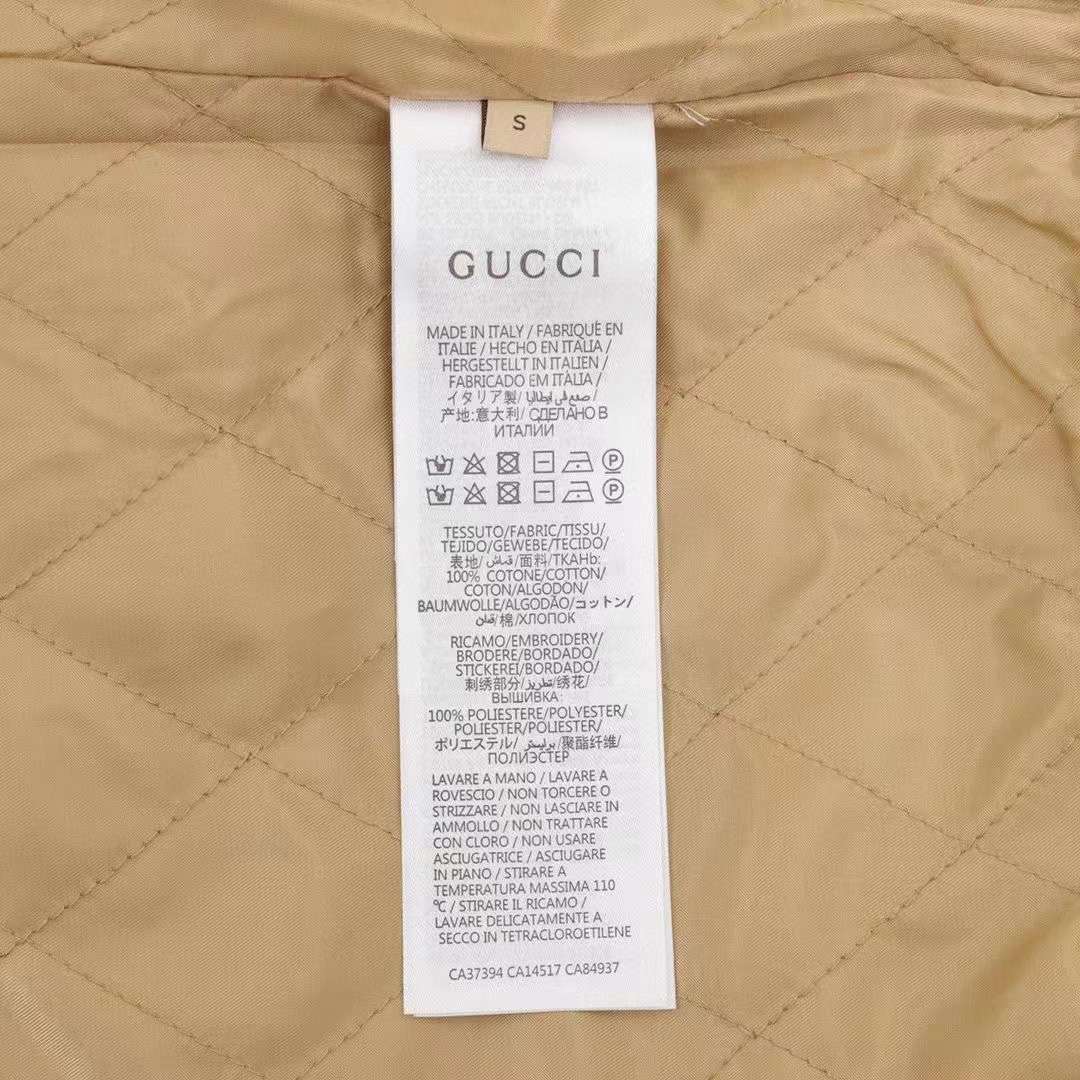 S
GUCCI
MADE IN ITALY / FABRIQUÉ EN
ITALIE / HECHO EN ITALIA /
HERGESTELLT IN ITALIEN /
FABRICADO EM ITÀLIA /
イタリア製/ صنع في إيطاليا /
产地:意大利/ СДЕЛАНО В
ИТАЛИИ
TESSUTO/FABRIC/TISSU/
TEJIDO/GEWEBE/TECIDO/
表地/ قماش /面料/TKAHb:
100% COTONE/COTTON/
COTON/ALGODÓN/
BAUMWOLLE/ALGODÃO/コットン/
/棉/ХЛОПОК
RICAMO/EMBROIDERY/
BRODERE/BORDADO/
STICKEREI/BORDADO/
刺绣部分/تطريز/绣花/
ВЫШИВКА:
100% POLIESTERE/POLYESTER/
POLIESTER/POLIESTER/
ポリエステル/ /聚酯纤维/
ПОЛИЭСТЕР
LAVARE A MANO / LAVARE A
ROVESCIO / NON TORCERE O
STRIZZARE / NON LASCIARE IN
AMMOLLO / NON TRATTARE
CON CLORO / NON USARE
ASCIUGATRICE / ASCIUGARE
IN PIANO / STIRARE A
TEMPERATURA MASSIMA 110
℃ / STIRARE IL RICAMO /
LAVARE DELICATAMENTE A
SECCO IN TETRACLOROETILENE
CA37394 CA14517 CA84937